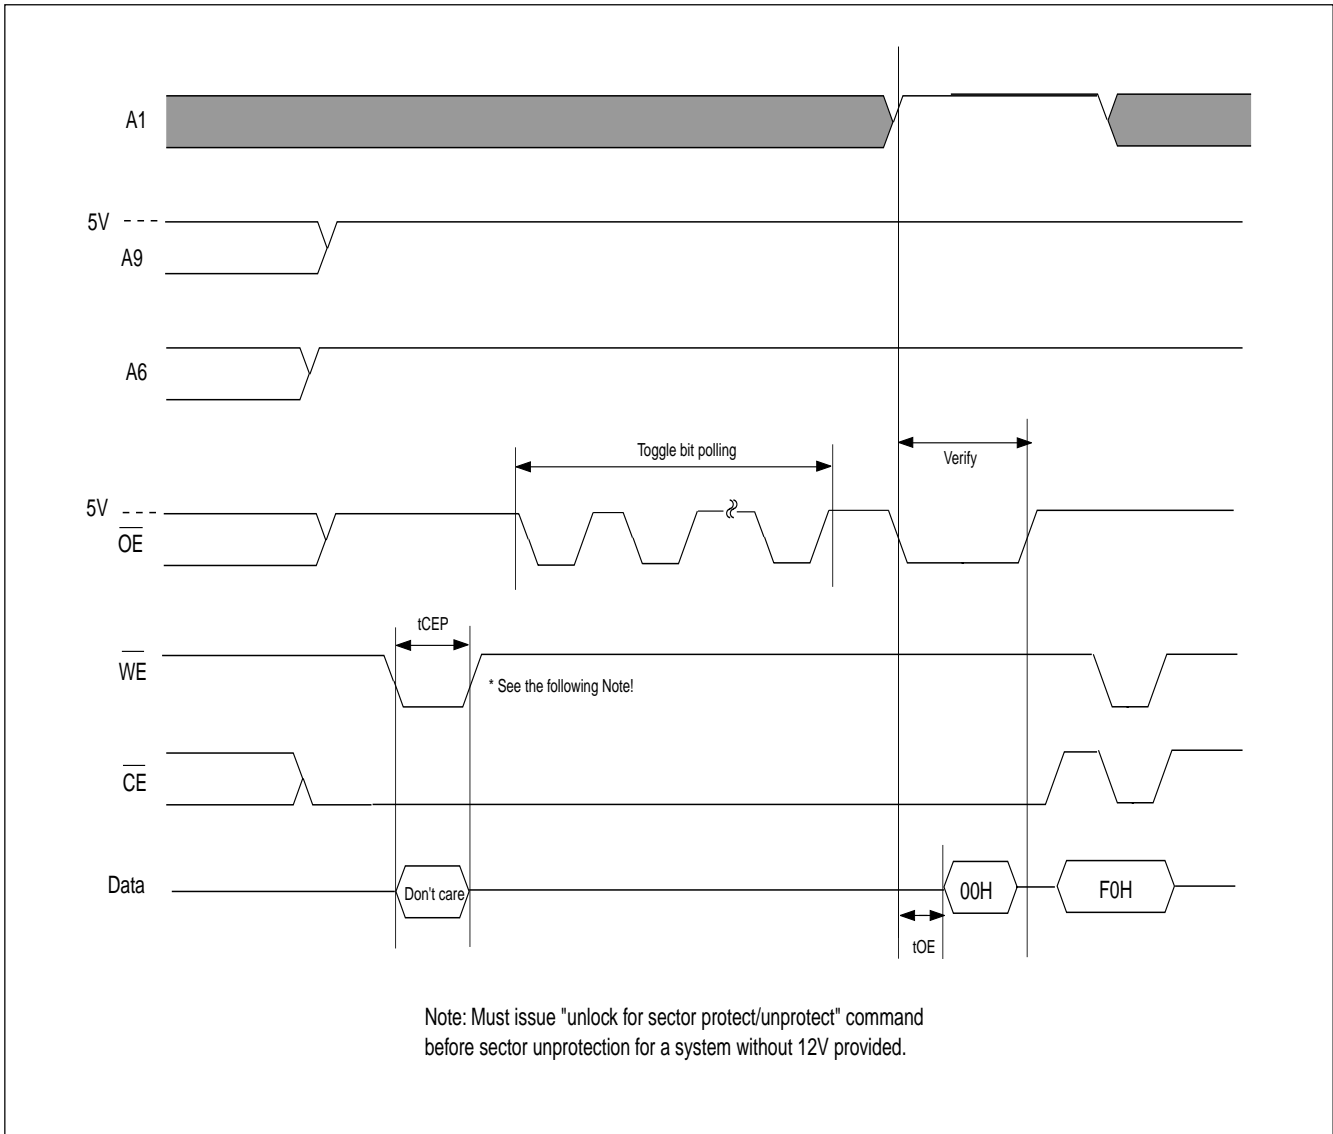 A1
5V
A9
A6
Toggle bit polling
Verify
5V
OE
tCEP
WE
* See the following Note!
CE
Data
Don't care
00H
F0H
tOE
Note: Must issue "unlock for sector protect/unprotect" command
before sector unprotection for a system without 12V provided.